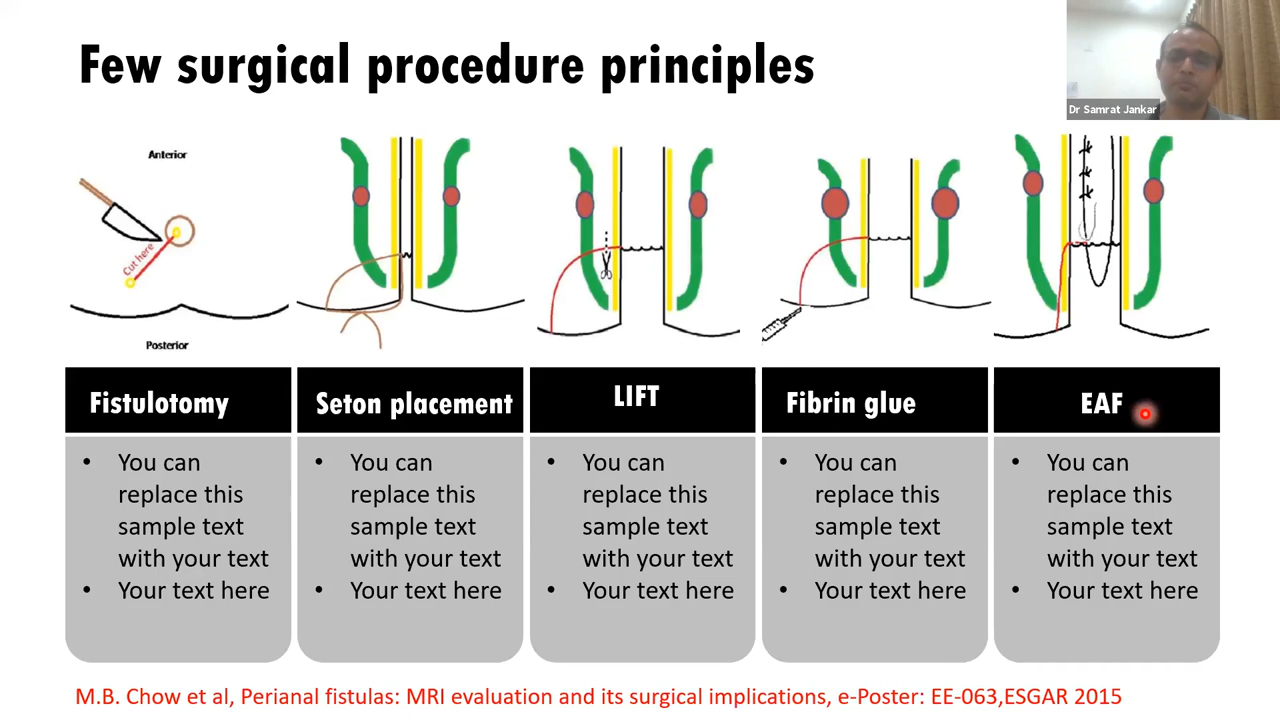 Few surgical procedure principles
Dr Samrat Jankar
Anterior
Cut here
Posterior
Fistulotomy
• You can
replace this
sample text
with your text
• Your text here
Seton placement
• You can
replace this
sample text
with your text
• Your text here
LIFT
• You can
replace this
sample text
with your text
• Your text here
Fibrin glue
• You can
replace this
sample text
with your text
• Your text here
EAF
• You can
replace this
sample text
with your text
• Your text here
M.B. Chow et al, Perianal fistulas: MRI evaluation and its surgical implications, e-Poster: EE-063,ESGAR 2015